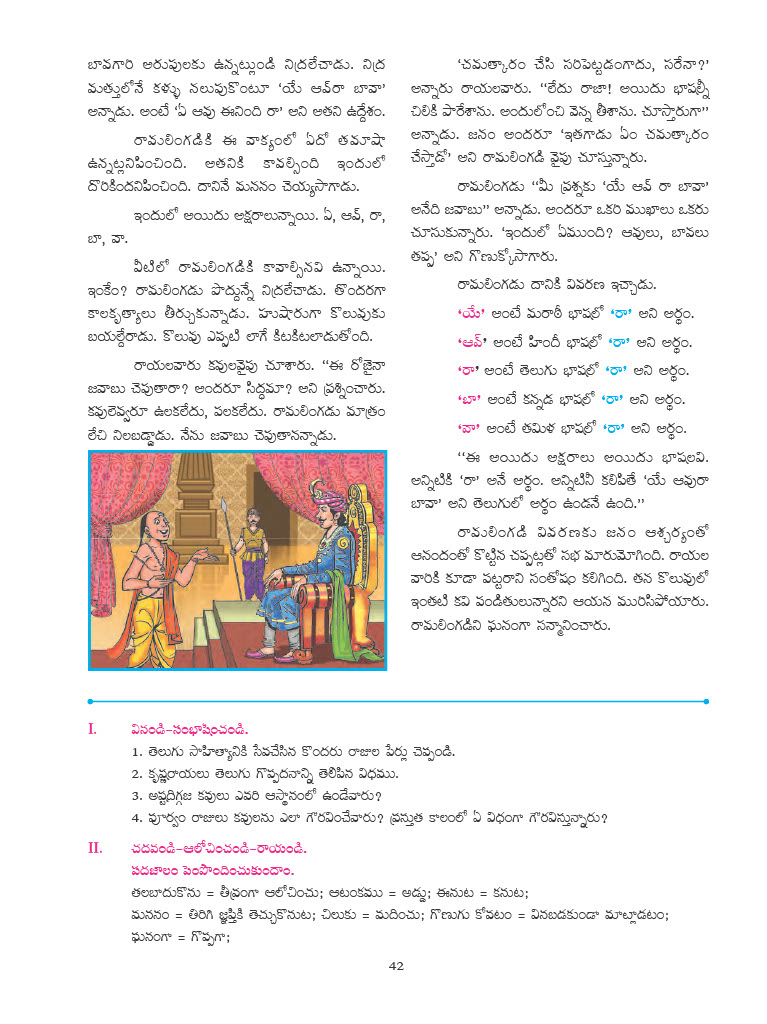 బావగారి అరుపులకు ఉన్నట్లుండి నిద్రలేచాడు. నిద్ర
మత్తులోనే కళ్ళు నలుపుకొంటూ ‘యే ఆవ్‌రా బావా’
అన్నాడు. అంటే ‘ఏ ఆవు ఈనింది రా’ అని అతని ఉద్దేశం.
రామలింగడికి ఈ వాక్యంలో ఏదో తమాషా
ఉన్నట్లనిపించింది. అతనికి కావల్సింది ఇందులో
దొరికిందనిపించింది. దానినే మననం చెయ్యసాగాడు.
ఇందులో అయిదు అక్షరాలున్నాయి. ఏ, ఆవ్, రా,
బా, వా.
వీటిలో రామలింగడికి కావాల్సినవి ఉన్నాయి.
ఇంకేం? రామలింగడు పొద్దున్నే నిద్రలేచాడు. తొందరగా
కాలకృత్యాలు తీర్చుకున్నాడు. హుషారుగా కొలువుకు
బయల్దేరాడు. కొలువు ఎప్పటి లాగే కిటకిటలాడుతోంది.
రాయలవారు కవులవైపు చూశారు. “ఈ రోజైనా
జవాబు చెవుతారా? అందరూ సిద్ధమా? అని ప్రశ్నించారు.
కవులెవ్వరూ ఉలకలేదు, పలకలేదు. రామలింగడు మాత్రం
లేచి నిలబడ్డాడు. నేను జవాబు చెవుతానన్నాడు.
‘చమత్కారం చేసి సరిపెట్టడంగాదు, సరేనా?’
అన్నారు రాయలవారు. “లేదు రాజా! అయిదు భాషల్నీ
చిలికి పారేశాను. అందులోంచి వెన్న తీశాను. చూస్తారుగా”
అన్నాడు. జనం అందరూ ‘ఇతగాడు ఏం చమత్కారం
చేస్తాడో’ అని రామలింగడి వైపు చూస్తున్నారు.
రామలింగడు “మీ ప్రశ్నకు ‘యే ఆవ్ రా బావా’
అనేది జవాబు” అన్నాడు. అందరూ ఒకరి ముఖాలు ఒకరు
చూసుకున్నారు. ‘ఇందులో ఏముంది? ఆవులు, బావలు
తప్ప’ అని గొణుక్కోసాగారు.
రామలింగడు దానికి వివరణ ఇచ్చాడు.
‘యే’ అంటే మరాఠీ భాషలో ‘రా’ అని అర్థం.
‘ఆవ్’ అంటే హిందీ భాషలో ‘రా’ అని అర్థం.
‘రా’ అంటే తెలుగు భాషలో ‘రా’ అని అర్థం.
‘బా’ అంటే కన్నడ భాషలో ‘రా’ అని అర్థం.
‘వా’ అంటే తమిళ భాషలో ‘రా’ అని అర్థం.
“ఈ అయిదు అక్షరాలు అయిదు భాషలవి.
అన్నిటికి ‘రా’ అనే అర్థం. అన్నిటినీ కలిపితే ‘యే ఆవురా
బావా’ అని తెలుగులో అర్థం ఉండనే ఉంది.”
రామలింగడి వివరణకు జనం ఆశ్చర్యంతో
ఆనందంతో కొట్టిన చప్పట్లతో సభ మారుమోగింది. రాయల
వారికి కూడా పట్టరాని సంతోషం కలిగింది. తన కొలువులో
ఇంతటి కవి పండితులున్నారని ఆయన మురిసిపోయారు.
రామలింగడిని ఘనంగా సన్మానించారు.
I. వినండి-సంభాషించండి.
1. తెలుగు సాహిత్యానికి సేవచేసిన కొందరు రాజుల పేర్లు చెప్పండి.
2. కృష్ణరాయలు తెలుగు గొప్పదనాన్ని తెలిపిన విధము.
3. అష్టదిగ్గజ కవులు ఎవరి ఆస్థానంలో ఉండేవారు?
4. పూర్వం రాజులు కవులను ఎలా గౌరవించేవారు? ప్రస్తుత కాలంలో ఏ విధంగా గౌరవిస్తున్నారు?
II. చదవండి-ఆలోచించండి-రాయండి.
పదజాలం పెంపొందించుకుందాం.
తలబాదుకొను = తీవ్రంగా ఆలోచించు; ఆటంకము = అడ్డు; ఈనుట = కనుట;
మననం = తిరిగి జ్ఞప్తికి తెచ్చుకొనుట; చిలుకు = మదించు; గొణుగు కోవటం = వినబడకుండా మాట్లాడటం;
ఘనంగా = గొప్పగా;
42